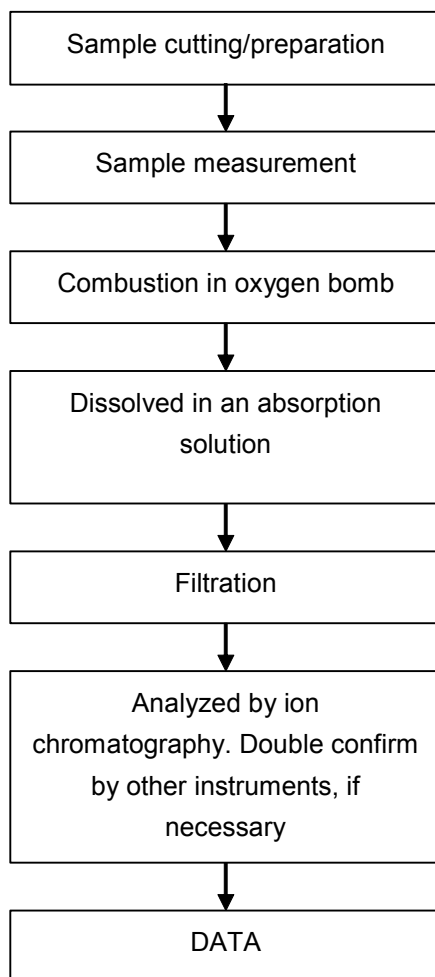 Sample cutting/preparation
Sample measurement
Combustion in oxygen bomb
Dissolved in an absorption
solution
Filtration
Analyzed by ion
chromatography. Double confirm
by other instruments, if
necessary
DATA